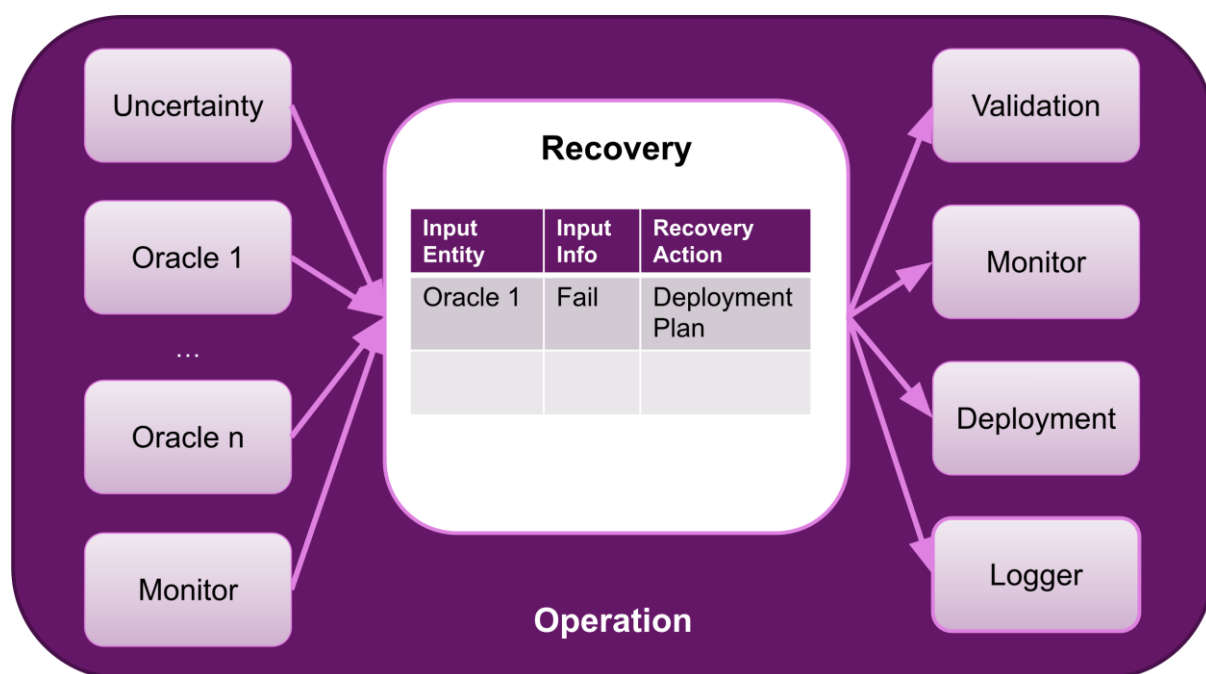 Uncertainty
Oracle 1
...
Oracle n
Monitor
Recovery
Input Entity
Input Info
Recovery Action
Oracle 1
Fail
Deployment Plan
Validation
Monitor
Deployment
Logger
Operation